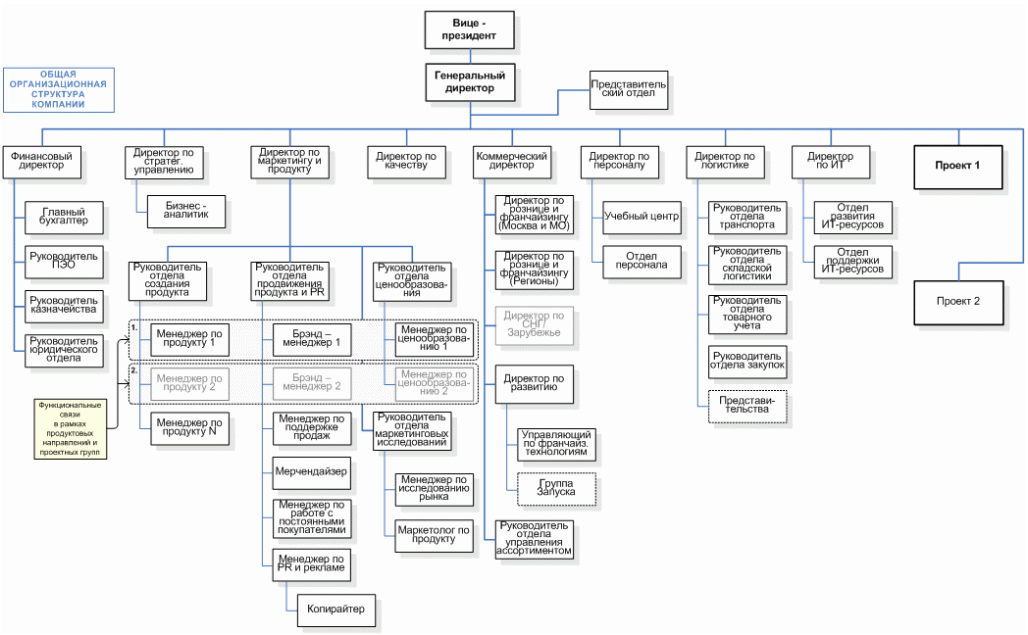 Вице -
президент
Генеральный
директор
ОБЩАЯ
ОРГАНИЗАЦИОННАЯ
СТРУКТУРА
КОМПАНИИ
Представитель
ский отдел
Финансовый
директор
Директор по
стратег.
управлению
Директор по
маркетингу и
продукту
Директор по
качеству
Коммерческий
директор
Директор по
персоналу
Директор по
логистике
Директор
по ИТ
Проект 1
Главный
бухгалтер
Руководитель
ПЭО
Руководитель
казначейства
Руководитель
юридического
отдела
Бизнес -
аналитик
Руководитель
отдела
создания
продукта
Руководитель
отдела
продвижения
продукта и PR
Руководитель
отдела
ценообразова-
ния
1.
Менеджер по
продукту 1
Брэнд –
менеджер 1
Менеджер по
ценообразова-
нию 1
2.
Менеджер по
продукту 2
Брэнд –
менеджер 2
Менеджер по
ценообразова-
нию 2
Функциональные
связи
в рамках
продуктовых
направлений и
проектных групп
Менеджер по
продукту N
Менеджер по
поддержке
продаж
Мерчендайзер
Менеджер по
работе с
постоянными
покупателями
Менеджер по
PR и рекламе
Копирайтер
Руководитель
отдела
маркетинговых
исследований
Менеджер по
исследованию
рынка
Маркетолог по
продукту
Директор по
рознице и
франчайзингу
(Москва и МО)
Директор по
рознице и
франчайзингу
(Регионы)
Директор по
СНГ/
Зарубежье
Директор по
развитию
Управляющий
по франчайз.
технологиям
Группа
Запуска
Руководитель
отдела
управления
ассортиментом
Учебный центр
Отдел
персонала
Руководитель
отдела
транспорта
Руководитель
отдела
складской
логистики
Руководитель
отдела
товарного
учёта
Руководитель
отдела закупок
Представи-
тельства
Отдел
развития
ИТ-ресурсов
Отдел
поддержки
ИТ-ресурсов
Проект 2